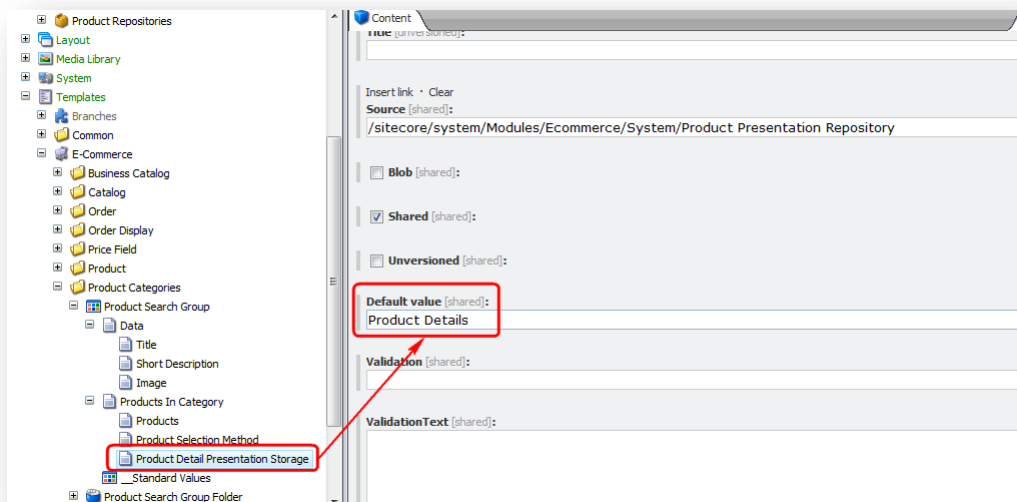 Product Repositories
Layout
Media Library
System
Templates
Branches
Common
E-Commerce
Business Catalog
Catalog
Order
Order Display
Price Field
Product
Product Categories
Product Search Group
Data
Title
Short Description
Image
Products In Category
Products
Product Selection Method
Product Detail Presentation Storage
__Standard Values
Product Search Group Folder
Content
Title [unversioned]:
Insert link · Clear
Source [shared]:
/sitecore/system/Modules/Ecommerce/System/Product Presentation Repository
Blob [shared]:
Shared [shared]:
Unversioned [shared]:
Default value [shared]:
Product Details
Validation [shared]:
ValidationText [shared]: